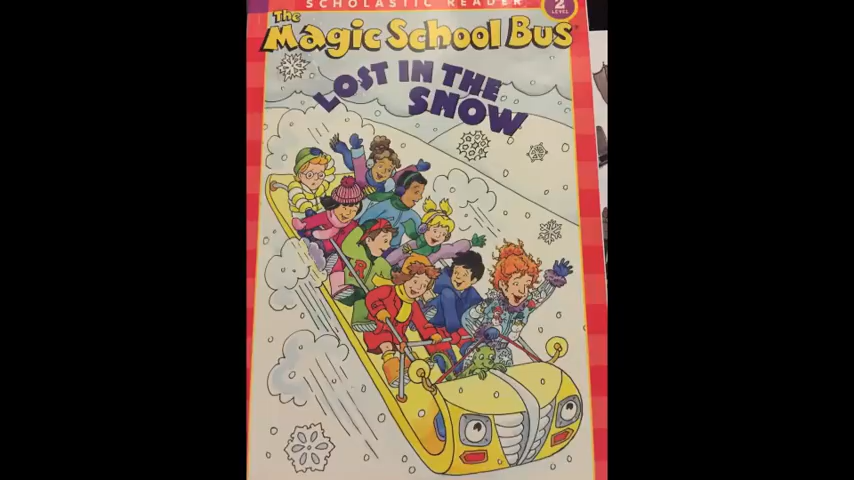 SCHOLASTIC READER
2
LEVEL
The
Magic School Bus
LOST IN THE
SNOW